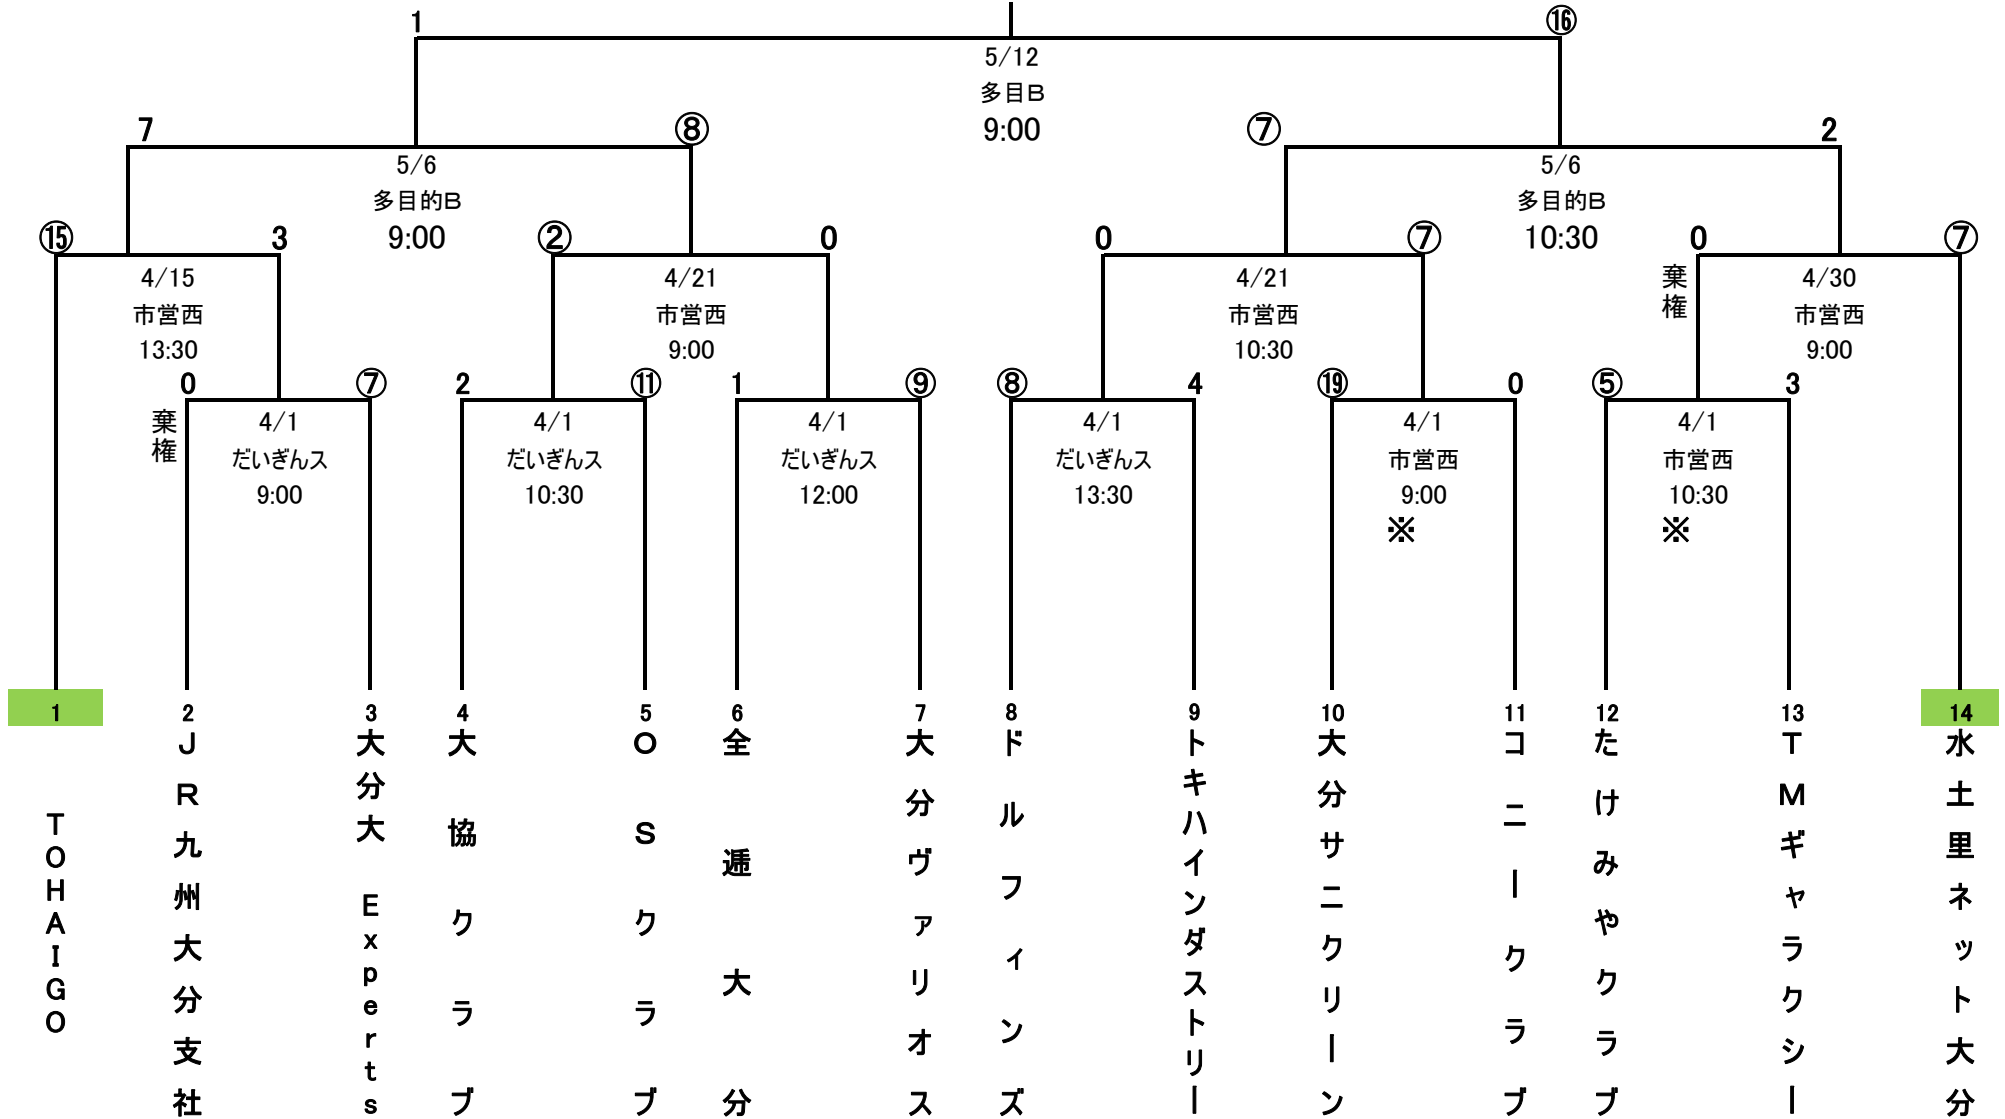 1 ⑯
5/12
多目B
9:00
7 ⑧ ⑦ 2
5/6 5/6
多目的B 多目的B
9:00 10:30
⑮ 3 ② 0 0 ⑦ 0 ⑦
棄権
4/15 4/21 4/21 4/30
市営西 市営西 市営西 市営西
13:30 9:00 10:30 9:00
0 ⑦ 2 ⑪ 1 ⑨ ⑧ 4 ⑲ 0 ⑤ 3
棄権
4/1 4/1 4/1 4/1 4/1 4/1
だいぎんス だいぎんス だいぎんス だいぎんス 市営西 市営西
9:00 10:30 12:00 13:30 9:00 10:30
※ ※
1 2 3 4 5 6 7 8 9 10 11 12 13 14
TOHAIGO
JR九州大分支社
大分大 Experts
大協クラブ
OSクラブ
全逓大分
大分ヴァリオス
ドルフィンズ
トキハインダストリー
大分サニクリーン
コニークラブ
たけみやクラブ
TMギャラクシー
水土里ネット大分